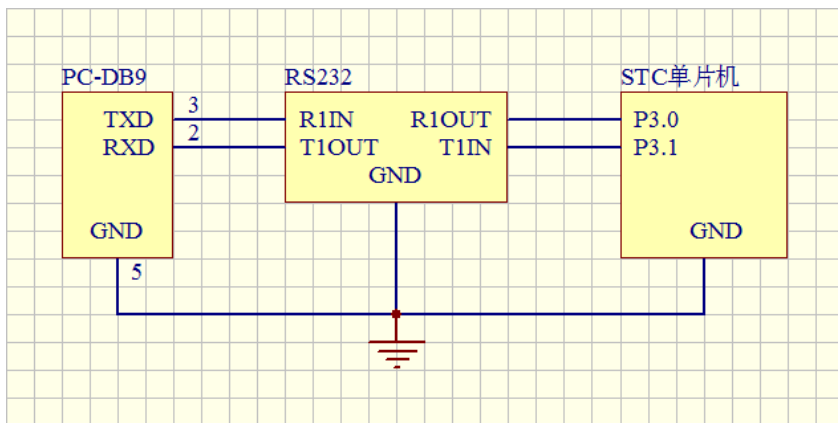 PC-DB9 RS232 STC单片机
TXD 3 R1IN R1OUT P3.0
RXD 2 T1OUT T1IN P3.1
GND
GND GND
5